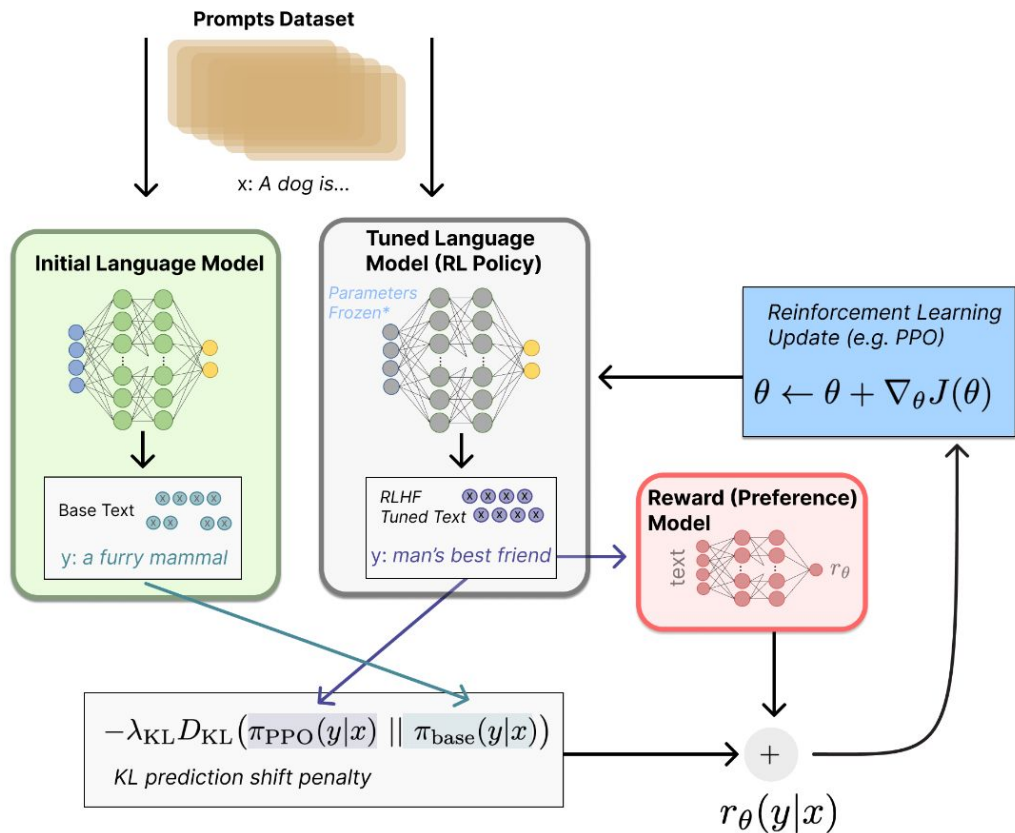 Prompts Dataset
x: A dog is...
Initial Language Model
Tuned Language
Model (RL Policy)
Parameters
Frozen*
Reinforcement Learning
Update (e.g. PPO)
θ ← θ + ∇θJ(θ)
Base Text
x x x x
x x x x
y: a furry mammal
RLHF
Tuned Text
x x x x
x x x x
y: man's best friend
Reward (Preference)
Model
text
rθ
−λKL DKL(πPPO(y|x) || πbase(y|x))
KL prediction shift penalty
+
rθ(y|x)